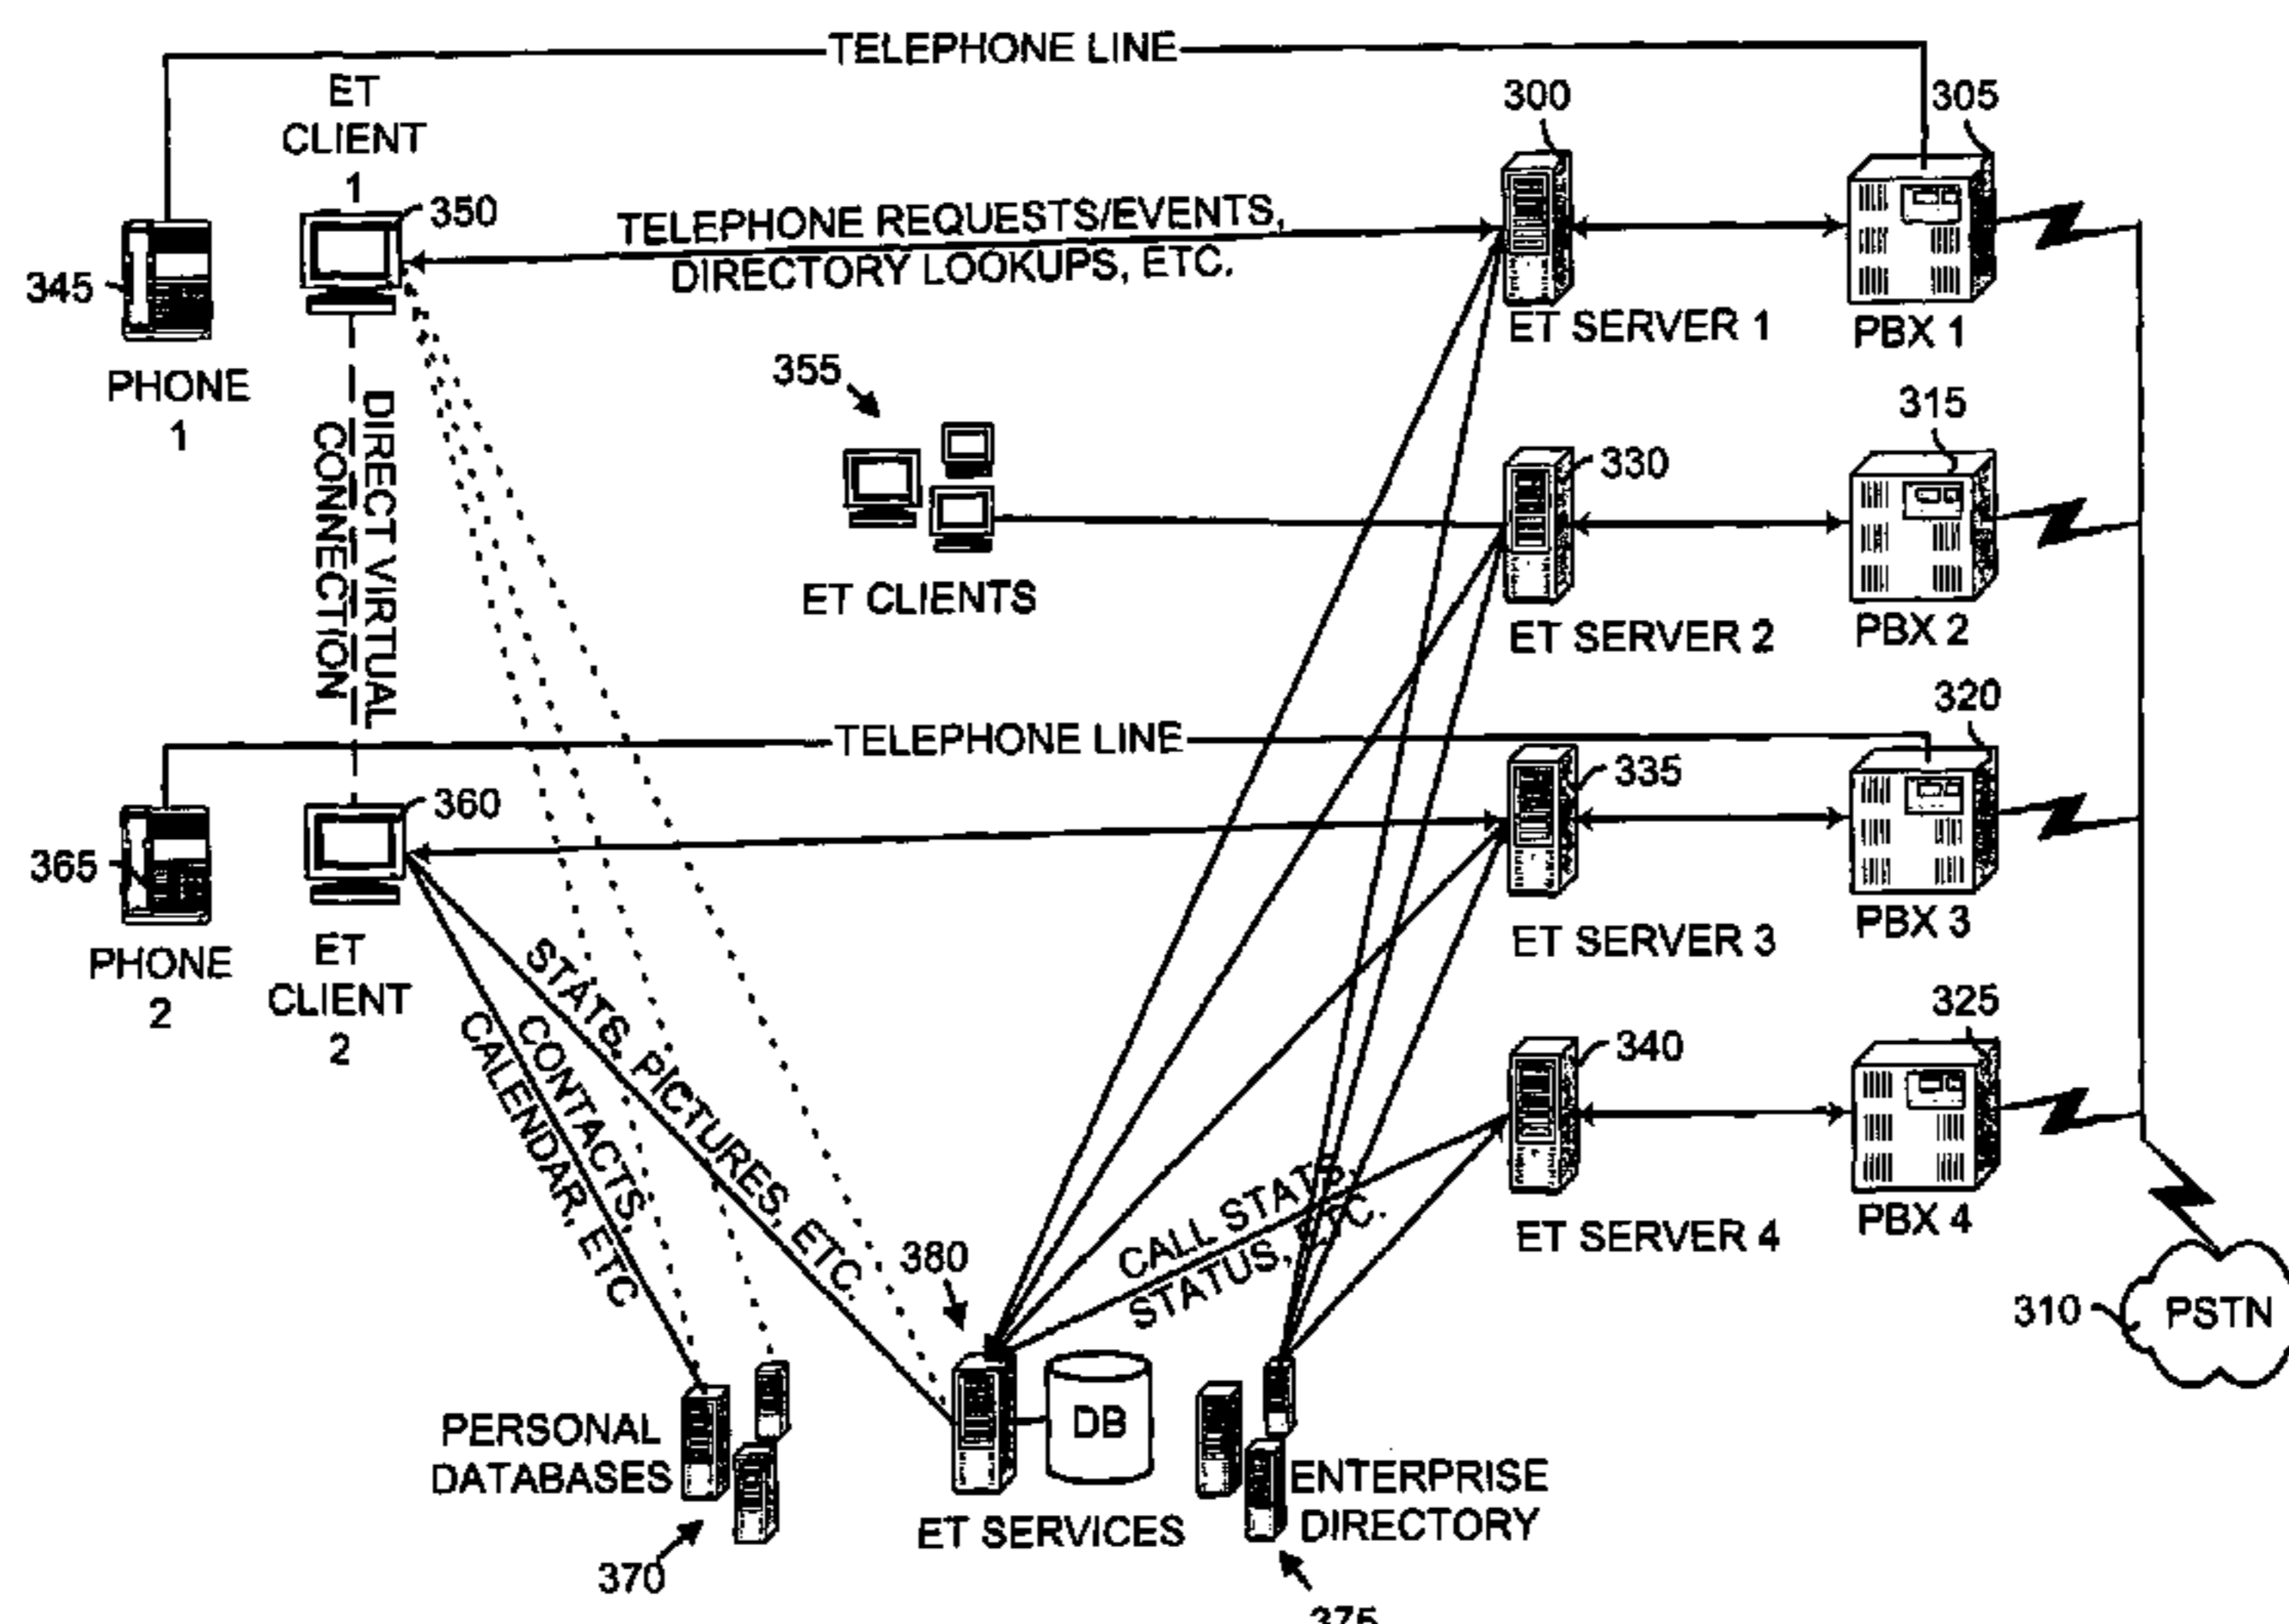 TELEPHONE LINE
ET
CLIENT
1
300
305
350
TELEPHONE REQUESTS/EVENTS,
DIRECTORY LOOKUPS, ETC.
345
ET SERVER 1
PBX 1
PHONE
1
355
315
DIRECT VIRTUAL
CONNECTION
330
ET CLIENTS
ET SERVER 2
PBX 2
320
TELEPHONE LINE
335
360
365
PHONE
2
ET
CLIENT
2
ET SERVER 3
PBX 3
325
STATS, PICTURES, ETC.
CONTACTS,
CALENDAR, ETC
340
CALL STATS,
STATUS, ETC.
ET SERVER 4
PBX 4
380
310
PSTN
PERSONAL
DATABASES
DB
ENTERPRISE
DIRECTORY
ET SERVICES
370
375